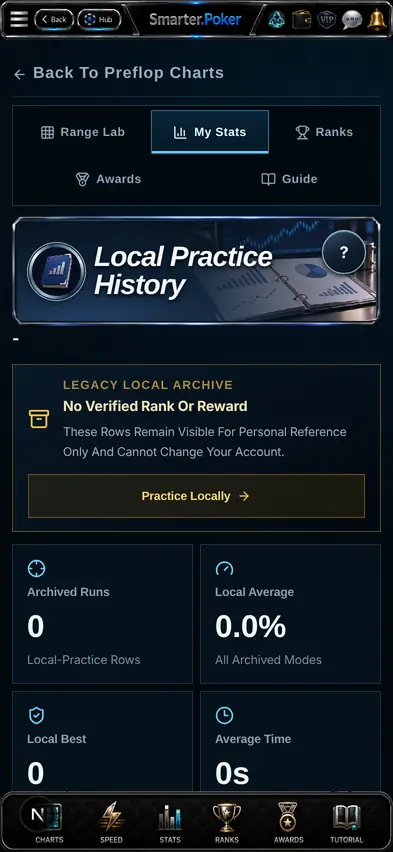 Back
Hub
Smarter.Poker
VIP
← Back To Preflop Charts
Range Lab
My Stats
Ranks
Awards
Guide
Local Practice
History
?
-
LEGACY LOCAL ARCHIVE
No Verified Rank Or Reward
These Rows Remain Visible For Personal Reference
Only And Cannot Change Your Account.
Practice Locally →
Archived Runs
0
Local-Practice Rows
Local Average
0.0%
All Archived Modes
Local Best
0
Average Time
0s
N
CHARTS
SPEED
STATS
RANKS
AWARDS
TUTORIAL